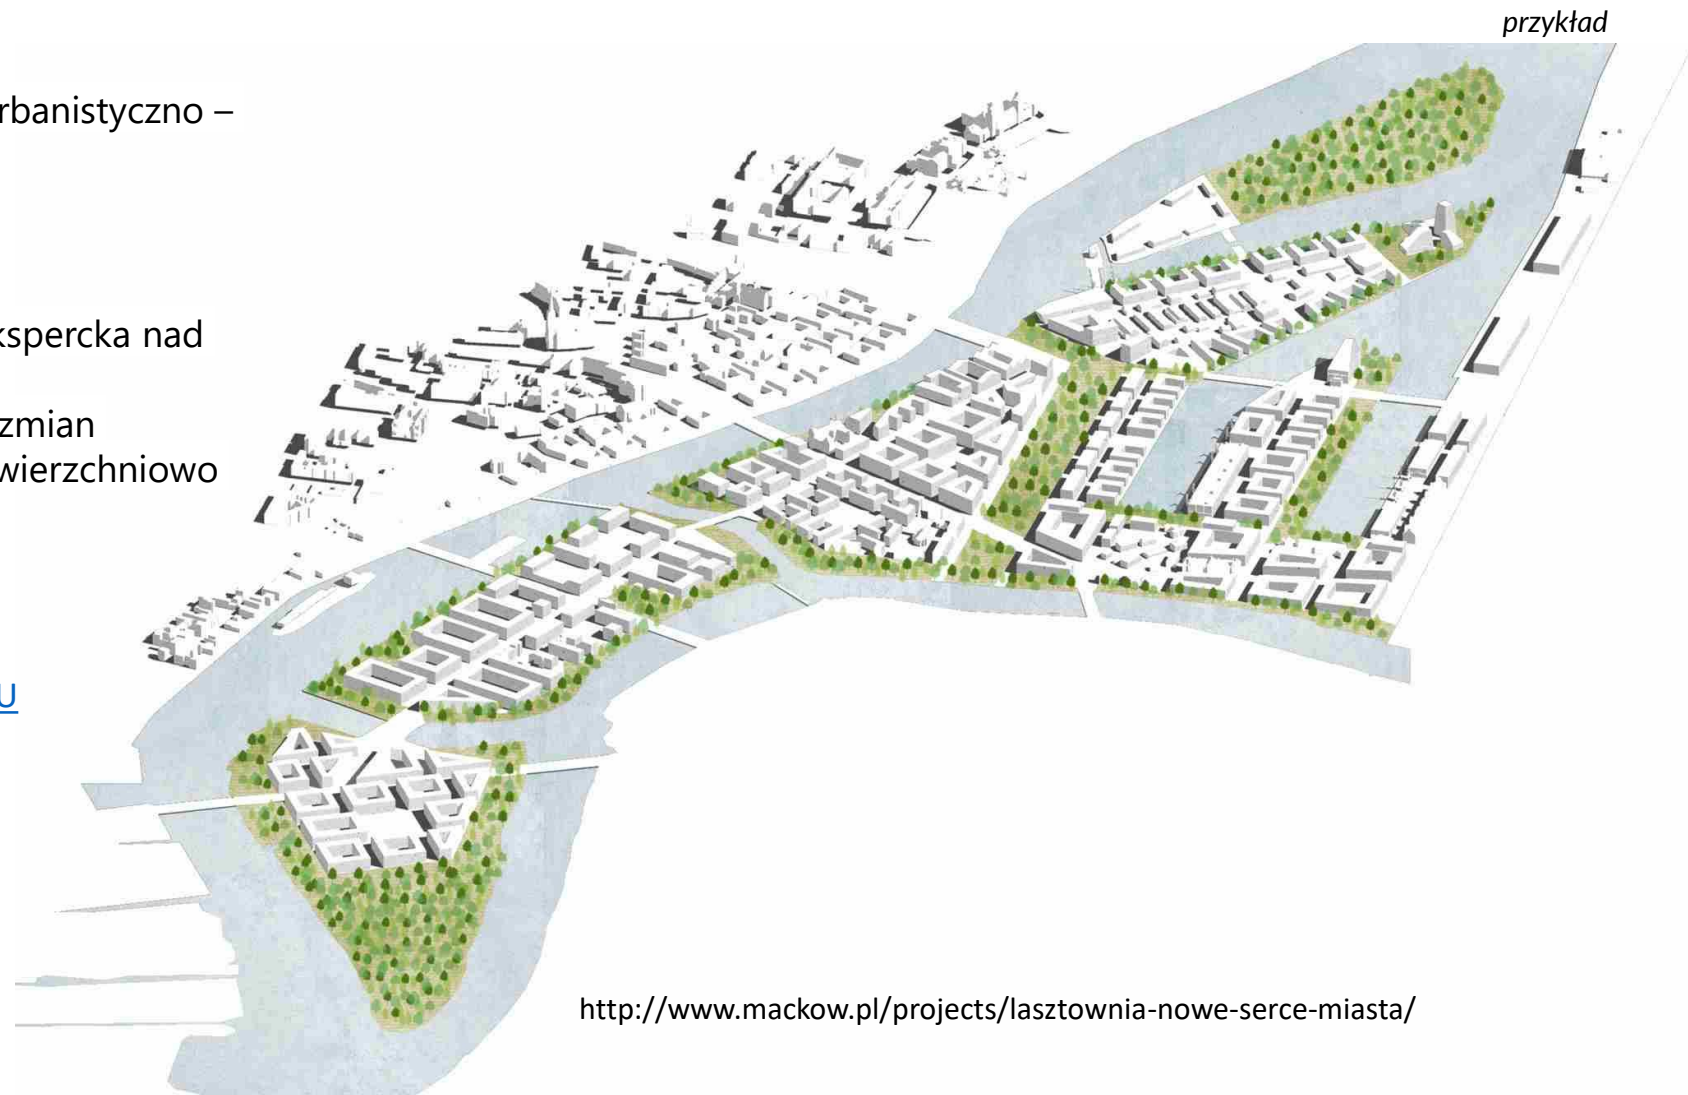 przykład
rbanistyczno –
kspercka nad
zmian
wierzchniowo
U
http://www.mackow.pl/projects/lasztownia-nowe-serce-miasta/